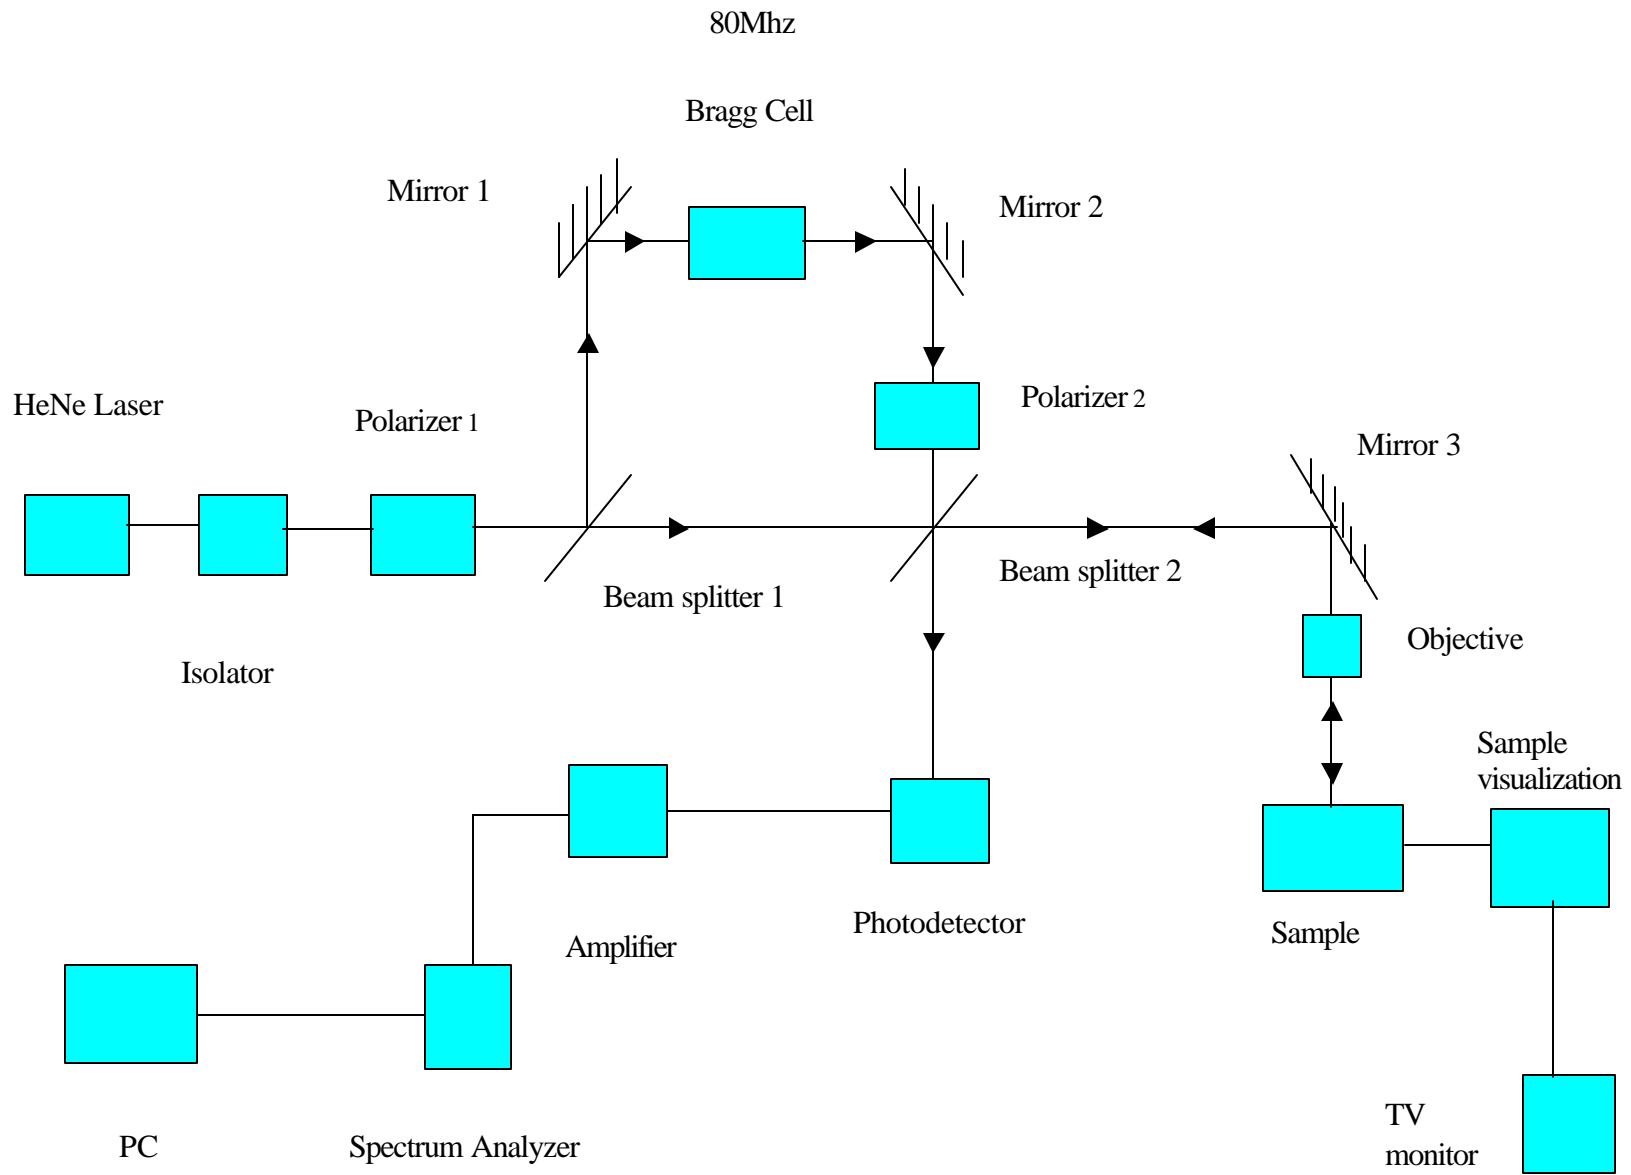 80Mhz
Bragg Cell
Mirror 1
Mirror 2
HeNe Laser
Polarizer 1
Polarizer 2
Mirror 3
Beam splitter 1
Beam splitter 2
Isolator
Objective
Sample
visualization
Amplifier
Photodetector
Sample
PC
Spectrum Analyzer
TV
monitor